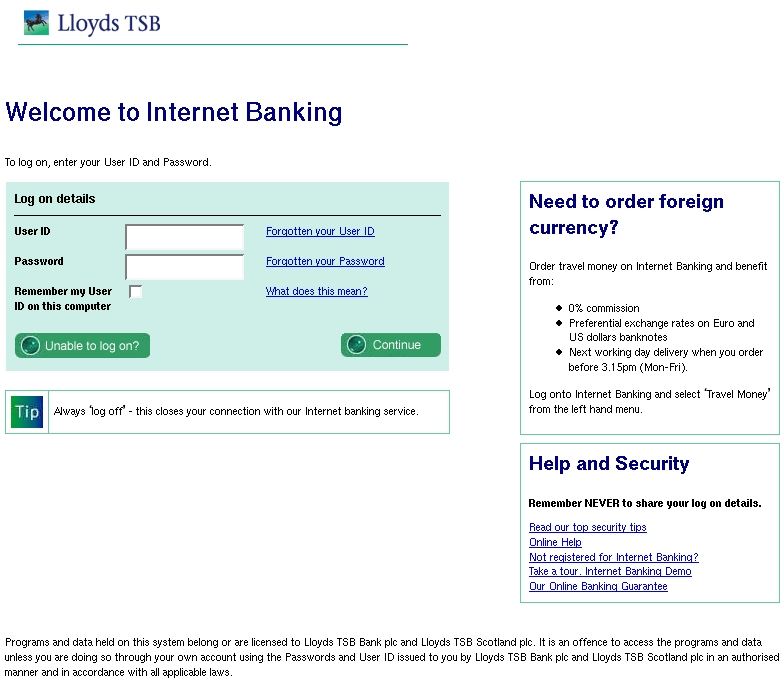 Lloyds TSB
Welcome to Internet Banking
To log on, enter your User ID and Password.
Log on details
User ID
Forgotten your User ID
Password
Forgotten your Password
Remember my User
ID on this computer
What does this mean?
Unable to log on?
Continue
Tip
Always 'log off' - this closes your connection with our Internet banking service.
Need to order foreign
currency?
Order travel money on Internet Banking and benefit
from:
0% commission
Preferential exchange rates on Euro and
US dollars banknotes
Next working day delivery when you order
before 3.15pm (Mon-Fri).
Log onto Internet Banking and select 'Travel Money'
from the left hand menu.
Help and Security
Remember NEVER to share your log on details.
Read our top security tips
Online Help
Not registered for Internet Banking?
Take a tour. Internet Banking Demo
Our Online Banking Guarantee
Programs and data held on this system belong or are licensed to Lloyds TSB Bank plc and Lloyds TSB Scotland plc. It is an offence to access the programs and data
unless you are doing so through your own account using the Passwords and User ID issued to you by Lloyds TSB Bank plc and Lloyds TSB Scotland plc in an authorised
manner and in accordance with all applicable laws.